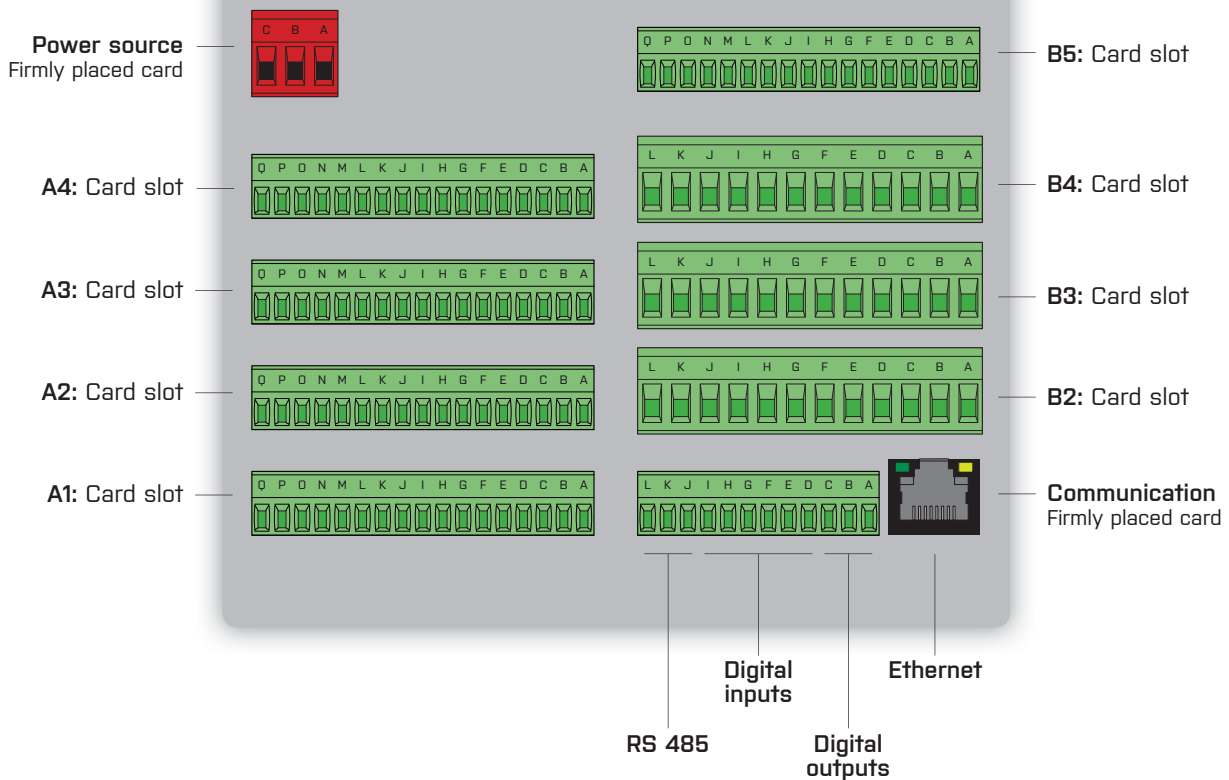 C B A
Power source
Firmly placed card
Q P O N M L K J I H G F E D C B A
B5: Card slot
A4: Card slot
Q P O N M L K J I H G F E D C B A
L K J I H G F E D C B A
B4: Card slot
A3: Card slot
Q P O N M L K J I H G F E D C B A
L K J I H G F E D C B A
B3: Card slot
A2: Card slot
Q P O N M L K J I H G F E D C B A
L K J I H G F E D C B A
B2: Card slot
A1: Card slot
Q P O N M L K J I H G F E D C B A
L K J I H G F E D C B A
Communication
Firmly placed card
Digital
inputs
Ethernet
RS 485
Digital
outputs